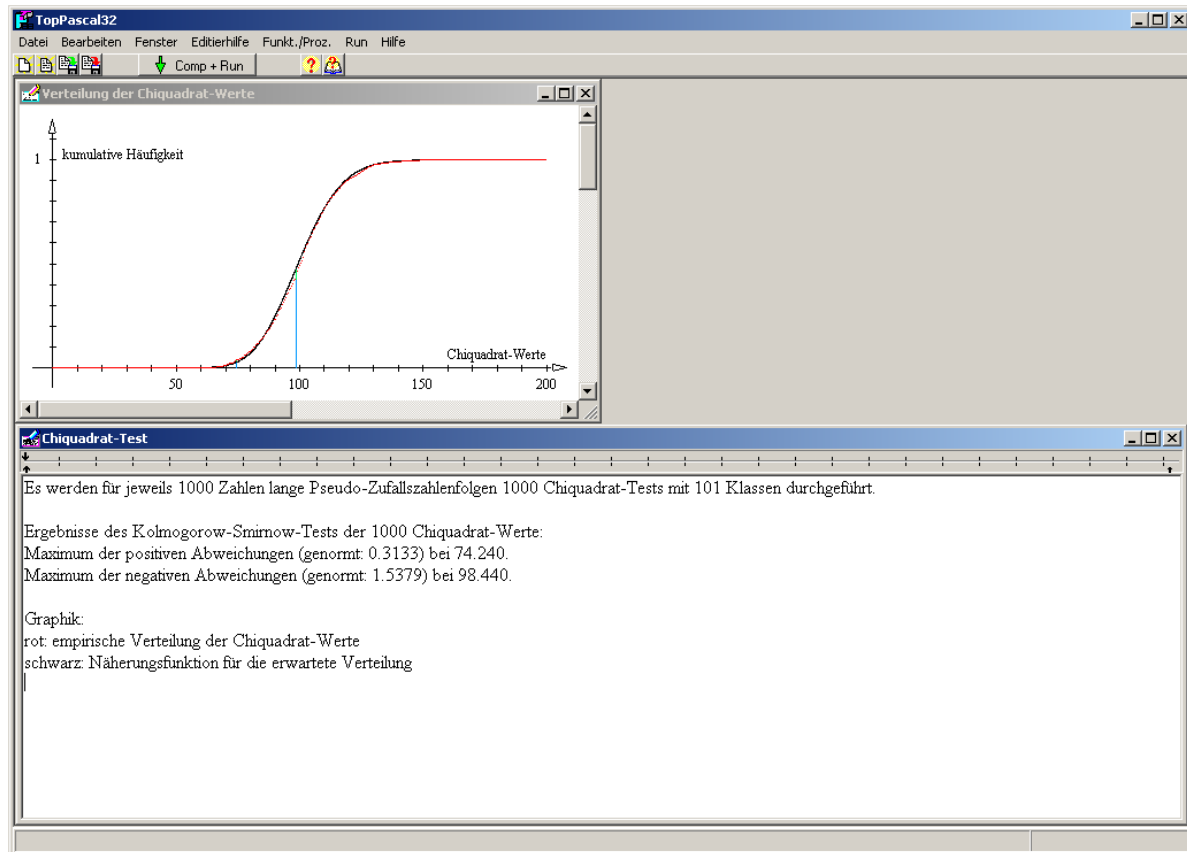 TopPascal32
Datei Bearbeiten Fenster Editierhilfe Funkt./Proz. Run Hilfe
Comp + Run
Verteilung der Chiquadrat-Werte
kumulative Häufigkeit
1
Chiquadrat-Werte
50 100 150 200
Chiquadrat-Test
Es werden für jeweils 1000 Zahlen lange Pseudo-Zufallszahlenfolgen 1000 Chiquadrat-Tests mit 101 Klassen durchgeführt.
Ergebnisse des Kolmogorow-Smirnow-Tests der 1000 Chiquadrat-Werte:
Maximum der positiven Abweichungen (genormt: 0.3133) bei 74.240.
Maximum der negativen Abweichungen (genormt: 1.5379) bei 98.440.
Graphik:
rot: empirische Verteilung der Chiquadrat-Werte
schwarz: Näherungsfunktion für die erwartete Verteilung